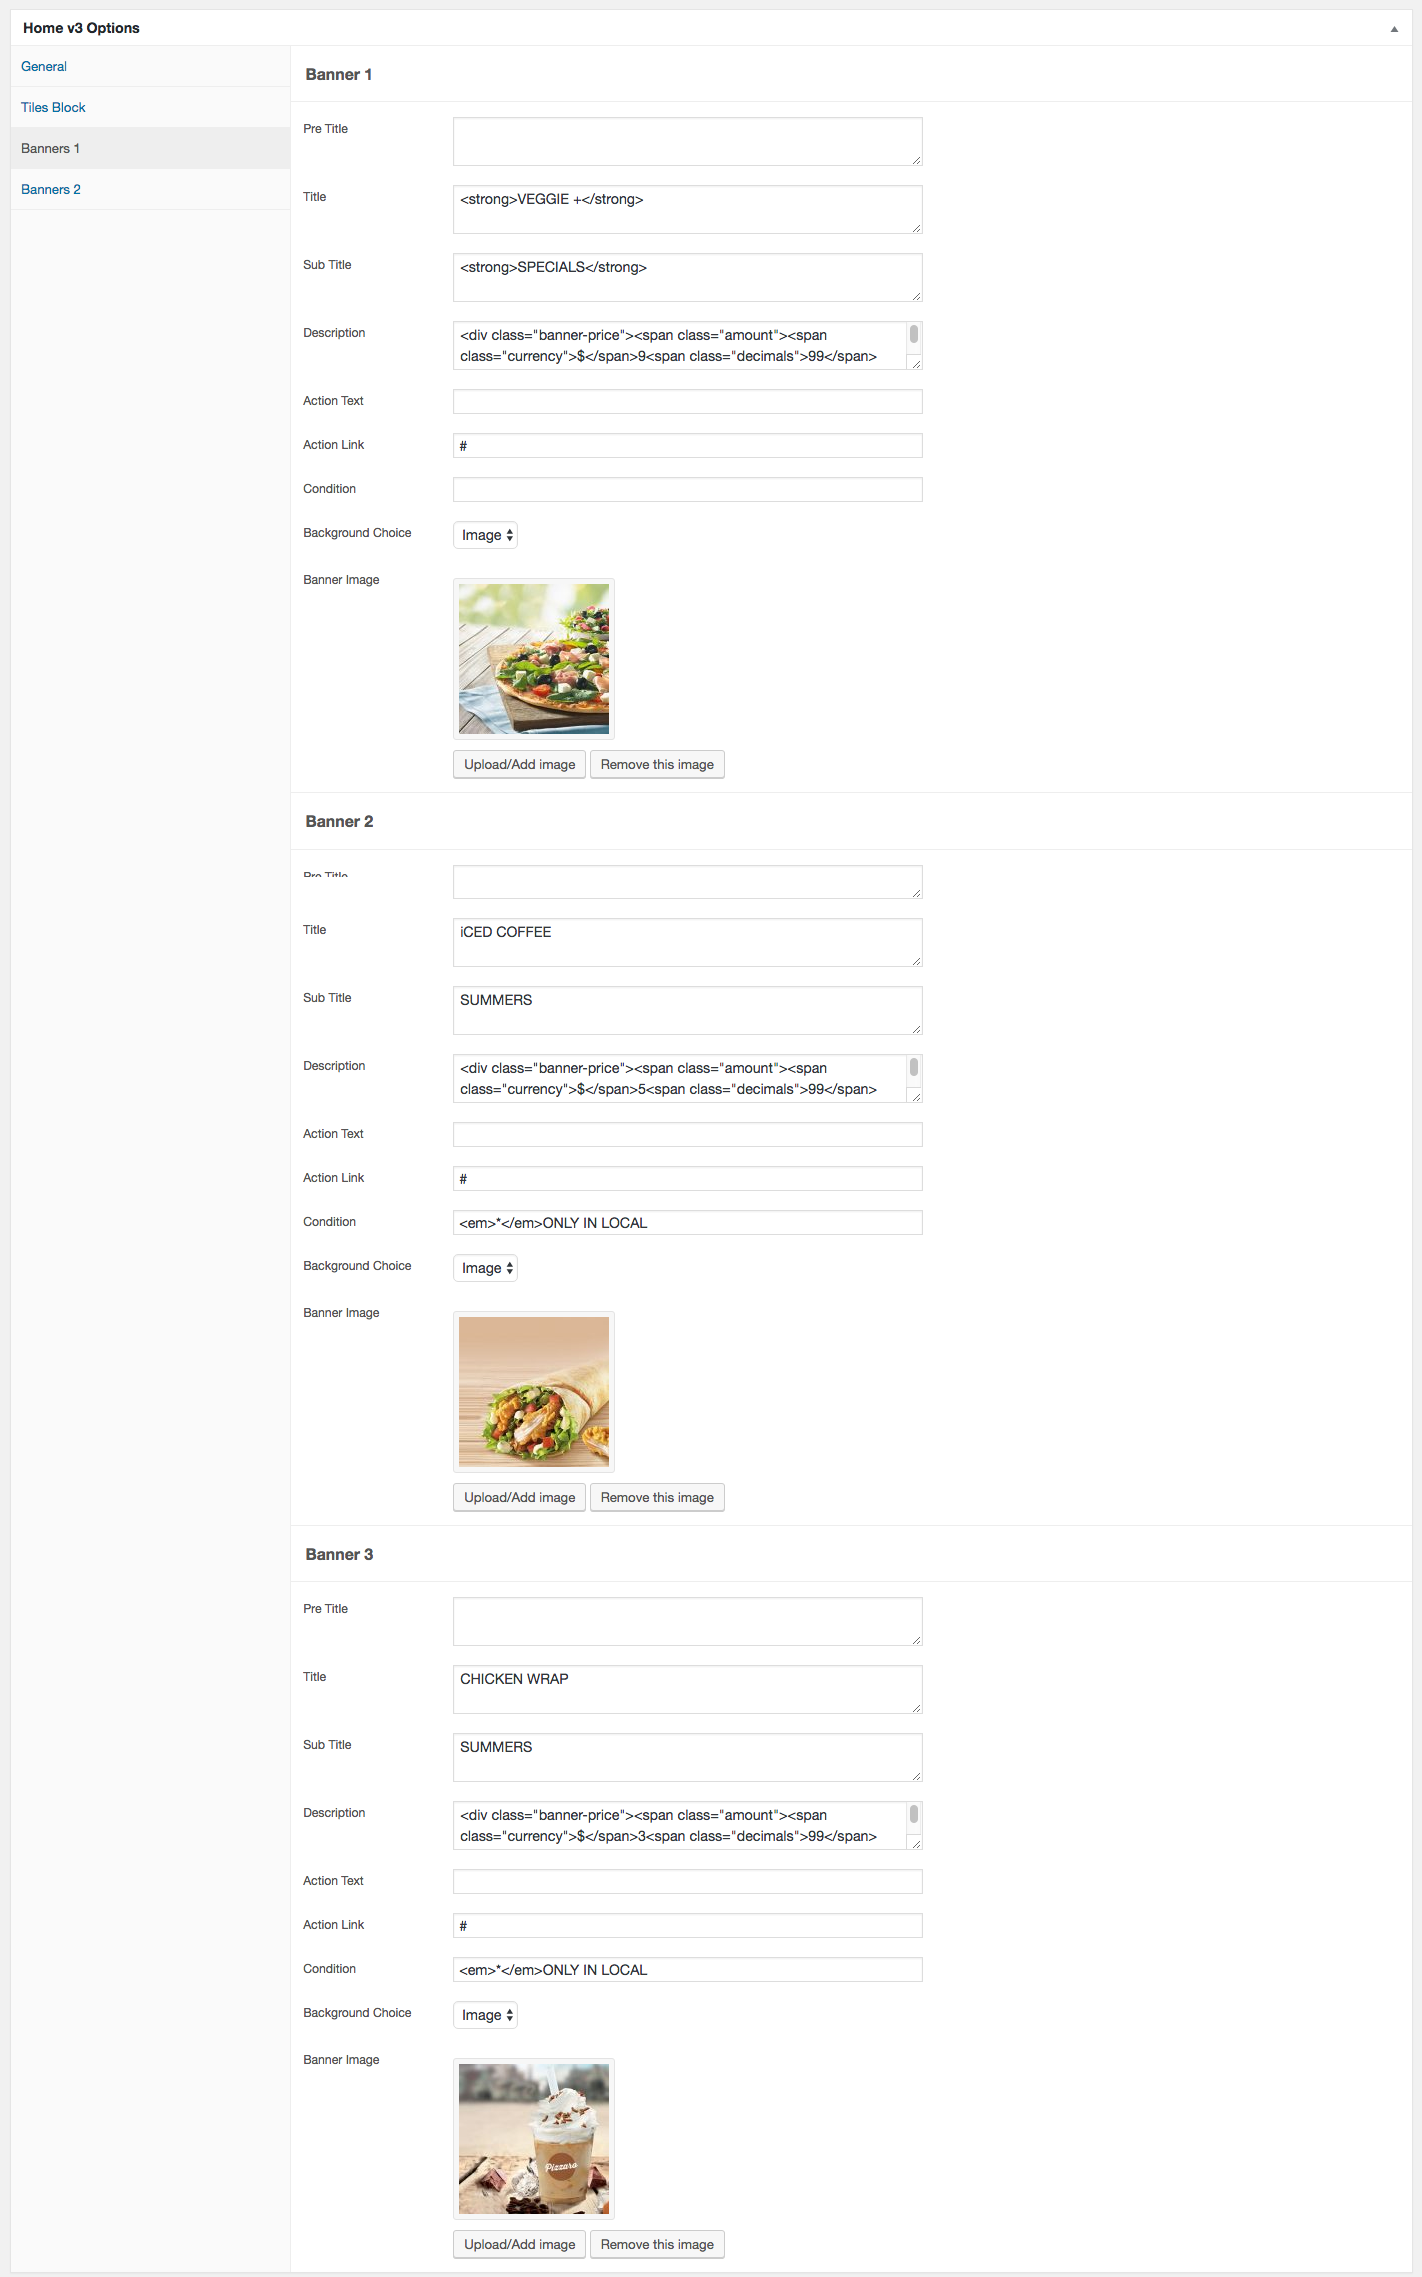 Home v3 Options
General
Tiles Block
Banners 1
Banners 2
Banner 1
Pre Title
Title
<strong>VEGGIE +</strong>
Sub Title
<strong>SPECIALS</strong>
Description
<div class="banner-price"><span class="amount"><span
class="currency">$</span>9<span class="decimals">99</span>
Action Text
Action Link
#
Condition
Background Choice
Image
Banner Image
Upload/Add image
Remove this image
Banner 2
Pre Title
Title
iCED COFFEE
Sub Title
SUMMERS
Description
<div class="banner-price"><span class="amount"><span
class="currency">$</span>5<span class="decimals">99</span>
Action Text
Action Link
#
Condition
<em>*</em>ONLY IN LOCAL
Background Choice
Image
Banner Image
Upload/Add image
Remove this image
Banner 3
Pre Title
Title
CHICKEN WRAP
Sub Title
SUMMERS
Description
<div class="banner-price"><span class="amount"><span
class="currency">$</span>3<span class="decimals">99</span>
Action Text
Action Link
#
Condition
<em>*</em>ONLY IN LOCAL
Background Choice
Image
Banner Image
Pizzaro
Upload/Add image
Remove this image